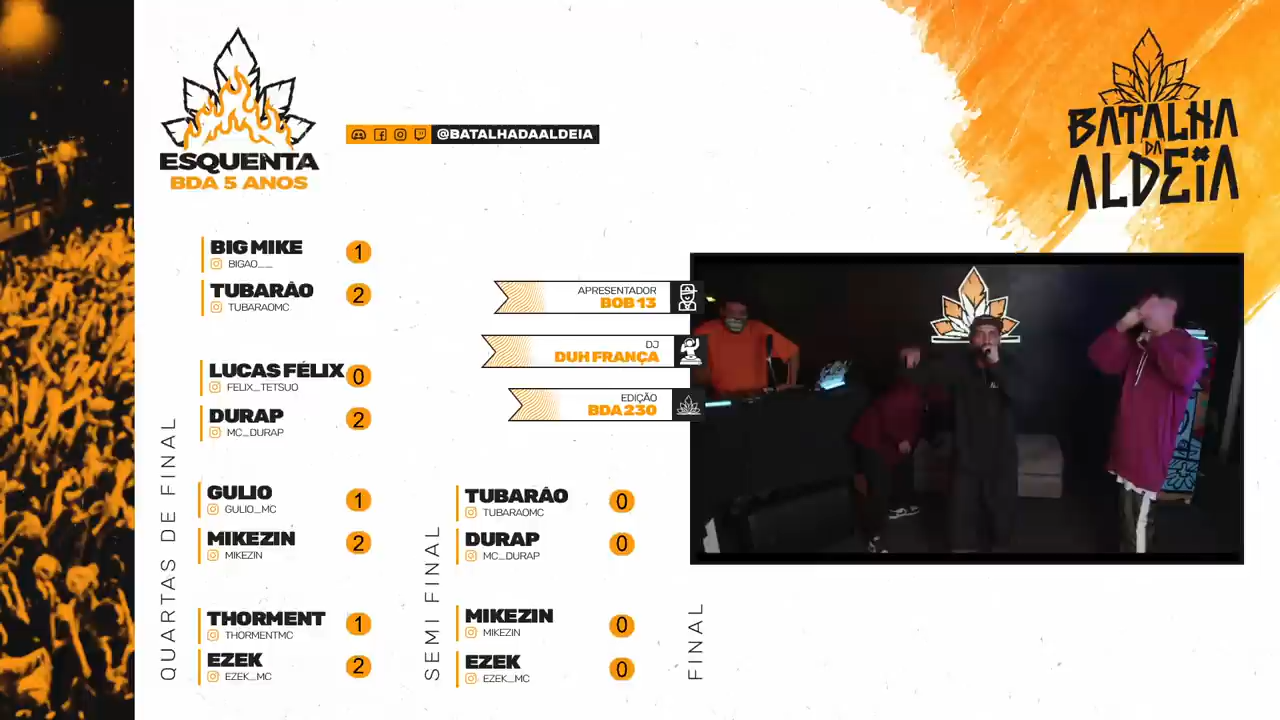 ESQUENTA
BDA 5 ANOS
@BATALHADAALDEIA
BATALHA
DA
ALDEIA
QUARTAS DE FINAL
BIG MIKE
1
BIGAO__
TUBARÃO
2
TUBARAOMC
LUCAS FÉLIX
0
FELIX_TETSUO
DURAP
2
MC_DURAP
GULIO
1
GULIO_MC
MIKEZIN
2
MIKEZIN
THORMENT
1
THORMENTMC
EZEK
2
EZEK_MC
SEMI FINAL
TUBARÃO
0
TUBARAOMC
DURAP
0
MC_DURAP
MIKEZIN
0
MIKEZIN
EZEK
0
EZEK_MC
FINAL
APRESENTADOR
BOB 13
DJ
DUH FRANÇA
EDIÇÃO
BDA 230